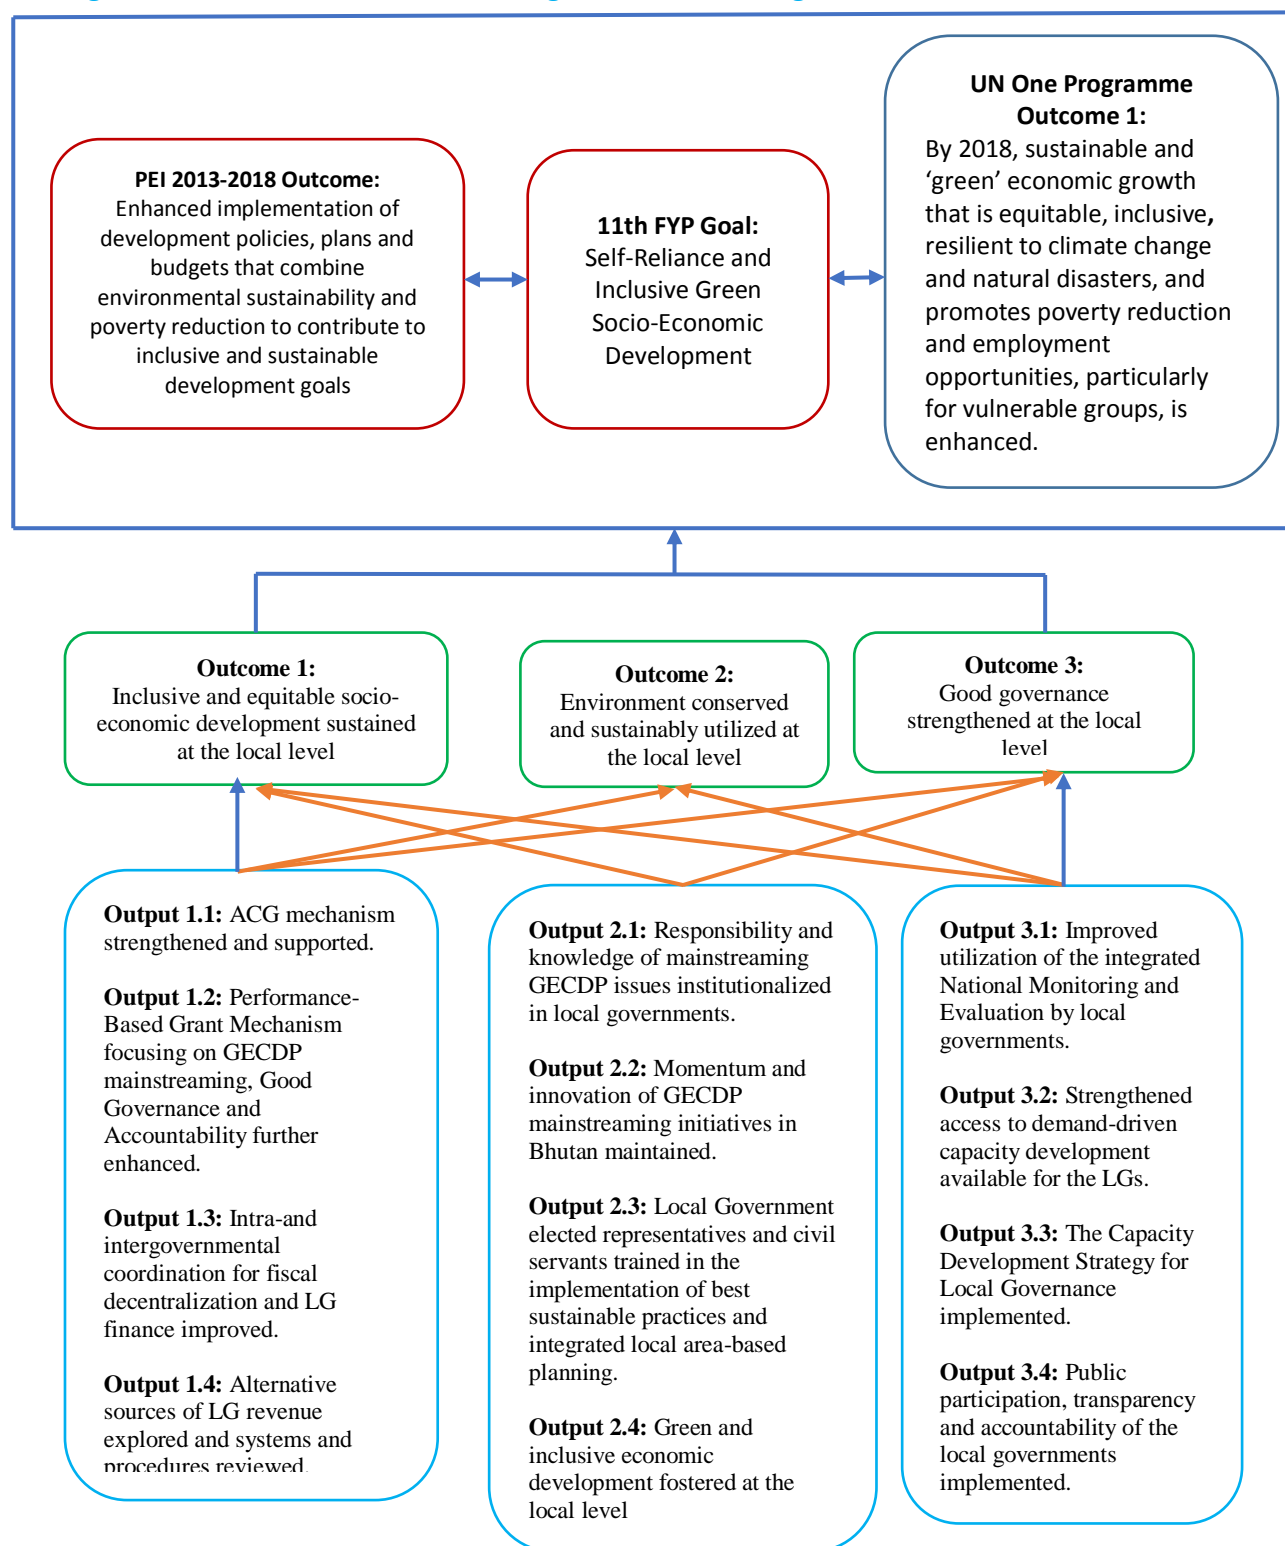 PEI 2013-2018 Outcome:
Enhanced implementation of
development policies, plans and
budgets that combine
environmental sustainability and
poverty reduction to contribute to
inclusive and sustainable
development goals
11th FYP Goal:
Self-Reliance and
Inclusive Green
Socio-Economic
Development
UN One Programme
Outcome 1:
By 2018, sustainable and
‘green’ economic growth
that is equitable, inclusive,
resilient to climate change
and natural disasters, and
promotes poverty reduction
and employment
opportunities, particularly
for vulnerable groups, is
enhanced.
Outcome 1:
Inclusive and equitable socio-
economic development sustained
at the local level
Outcome 2:
Environment conserved
and sustainably utilized at
the local level
Outcome 3:
Good governance
strengthened at the local
level
Output 1.1: ACG mechanism
strengthened and supported.
Output 1.2: Performance-
Based Grant Mechanism
focusing on GECDP
mainstreaming, Good
Governance and
Accountability further
enhanced.
Output 1.3: Intra-and
intergovernmental
coordination for fiscal
decentralization and LG
finance improved.
Output 1.4: Alternative
sources of LG revenue
explored and systems and
procedures reviewed.
Output 2.1: Responsibility and
knowledge of mainstreaming
GECDP issues institutionalized
in local governments.
Output 2.2: Momentum and
innovation of GECDP
mainstreaming initiatives in
Bhutan maintained.
Output 2.3: Local Government
elected representatives and civil
servants trained in the
implementation of best
sustainable practices and
integrated local area-based
planning.
Output 2.4: Green and
inclusive economic
development fostered at the
local level
Output 3.1: Improved
utilization of the integrated
National Monitoring and
Evaluation by local
governments.
Output 3.2: Strengthened
access to demand-driven
capacity development
available for the LGs.
Output 3.3: The Capacity
Development Strategy for
Local Governance
implemented.
Output 3.4: Public
participation, transparency
and accountability of the
local governments
implemented.